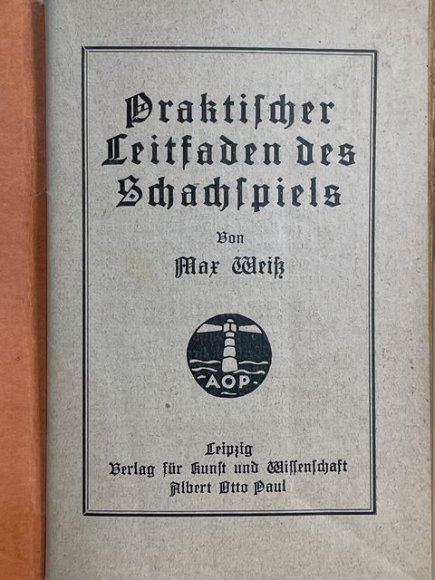 Praktiſcher
Leitfaden des
Schachſpiels
Von
Max Weiß
AOP
Leipzig
Verlag für Kunſt und Wiſſenſchaft
Albert Otto Paul